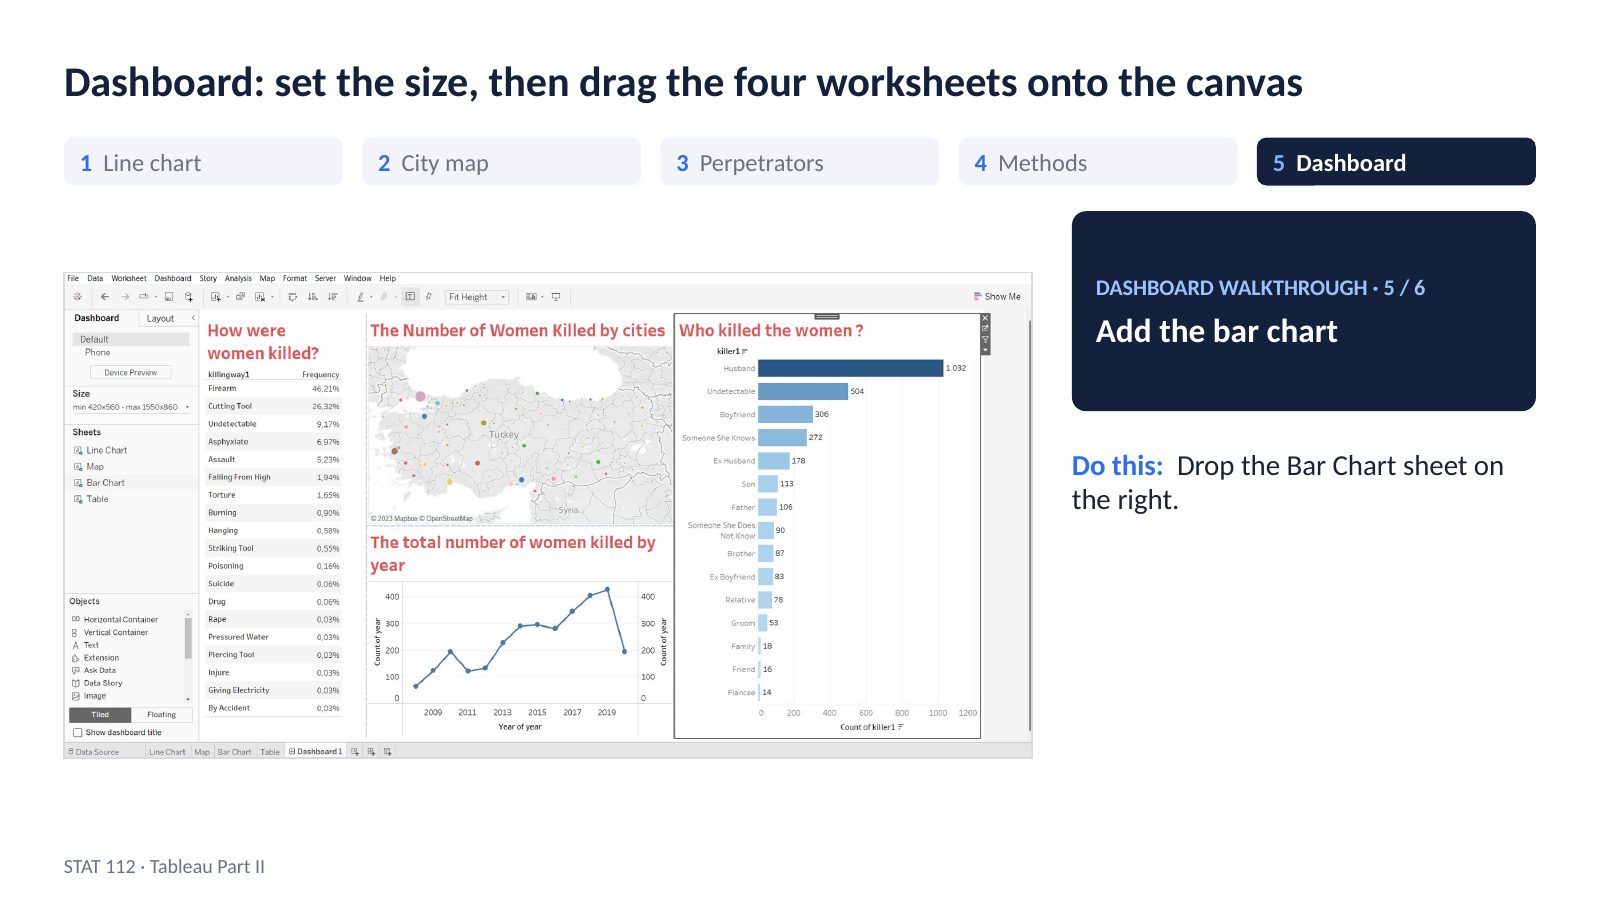 Dashboard: set the size, then drag the four worksheets onto the canvas
1 Line chart
2 City map
3 Perpetrators
4 Methods
5 Dashboard
File Data Worksheet Dashboard Story Analysis Map Format Server Window Help
Fit Height
Show Me
Dashboard Layout
Default
Phone
Device Preview
Size
min 420x560 - max 1550x860
Sheets
Line Chart
Map
Bar Chart
Table
Objects
Horizontal Container
Vertical Container
Text
Extension
Ask Data
Data Story
Image
Tiled Floating
Show dashboard title
How were
women killed?
killingway1 Frequency
Firearm 46,21%
Cutting Tool 26,32%
Undetectable 9,17%
Asphyxiate 6,97%
Assault 5,23%
Falling From High 1,94%
Torture 1,65%
Burning 0,90%
Hanging 0,58%
Striking Tool 0,55%
Poisoning 0,16%
Suicide 0,06%
Drug 0,06%
Rape 0,03%
Pressured Water 0,03%
Piercing Tool 0,03%
Injure 0,03%
Giving Electricity 0,03%
By Accident 0,03%
The Number of Women Killed by cities
Turkey
Syria
© 2023 Mapbox © OpenStreetMap
The total number of women killed by
year
400 400
300 300
200 200
100 100
0 0
Count of year
Count of year
2009 2011 2013 2015 2017 2019
Year of year
Who killed the women ?
killer1
Husband 1.032
Undetectable 504
Boyfriend 306
Someone She Knows 272
Ex Husband 178
Son 113
Father 106
Someone She Does
Not Know 90
Brother 87
Ex Boyfriend 83
Relative 78
Groom 53
Family 18
Friend 16
Fiancee 14
0 200 400 600 800 1000 1200
Count of killer1
Data Source Line Chart Map Bar Chart Table Dashboard 1
DASHBOARD WALKTHROUGH · 5 / 6
Add the bar chart
Do this: Drop the Bar Chart sheet on
the right.
STAT 112 · Tableau Part II